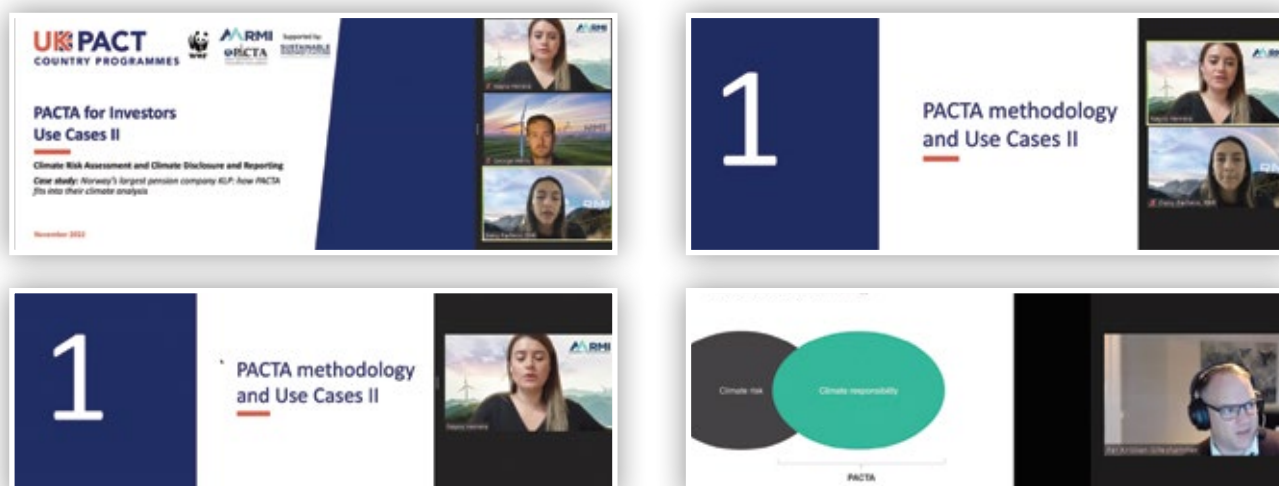 UK PACT
COUNTRY PROGRAMMES
WWF
RMI
PACTA
Supported by:
PACTA for Investors
Use Cases II
Climate Risk Assessment and Climate Disclosure and Reporting
Case study: Norway's largest pension company KLP: how PACTA
fits into their climate analysis
November 2022
RMI
1
PACTA methodology
and Use Cases II
1
PACTA methodology
and Use Cases II
RMI
Climate risk
Climate responsibility
PACTA